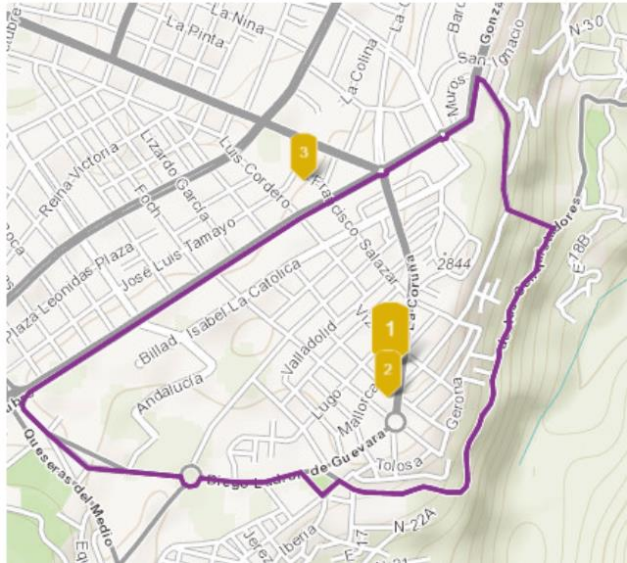 La Niña
La Pinta
La Colina
Gonza
N 30
San Ignacio
Muros
Reina Victoria
Lizardo García
Foch
Luis Cordero
3
Francisco Salazar
Plaza Leonidas Plaza
José Luis Tamayo
Isabel La Católica
2844
La Coruña
E 18B
Billad
Valladolid
1
2
Andalucía
Lugo
Mallorca
Gerona
Queseras del Medio
Diego Ladrón de Guevara
Tolosa
N 22A
Jerez
Iberia
E 17